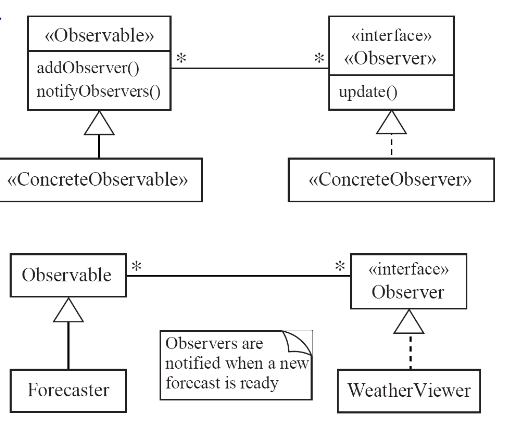 «Observable»
addObserver()
notifyObservers()
* *
«interface»
«Observer»
update()
«ConcreteObservable»
«ConcreteObserver»
Observable
* *
«interface»
Observer
Observers are
notified when a new
forecast is ready
Forecaster
WeatherViewer